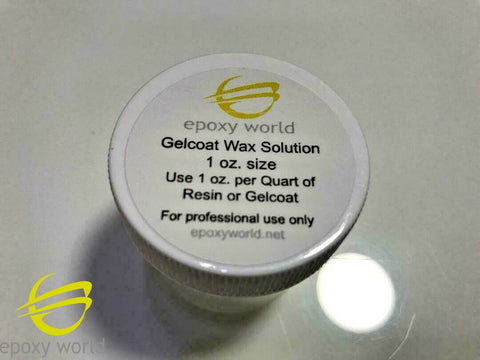 epoxy world
Gelcoat Wax Solution
1 oz. size
Use 1 oz. per Quart of
Resin or Gelcoat
For professional use only
epoxyworld.net
epoxy world